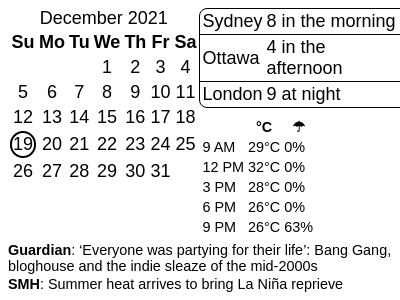 December 2021
Su Mo Tu We Th Fr Sa
1 2 3 4
5 6 7 8 9 10 11
12 13 14 15 16 17 18
19 20 21 22 23 24 25
26 27 28 29 30 31
Sydney 8 in the morning
Ottawa 4 in the
afternoon
London 9 at night
°C ☂
9 AM 29°C 0%
12 PM 32°C 0%
3 PM 28°C 0%
6 PM 26°C 0%
9 PM 26°C 63%
Guardian: ‘Everyone was partying for their life’: Bang Gang,
bloghouse and the indie sleaze of the mid-2000s
SMH: Summer heat arrives to bring La Niña reprieve